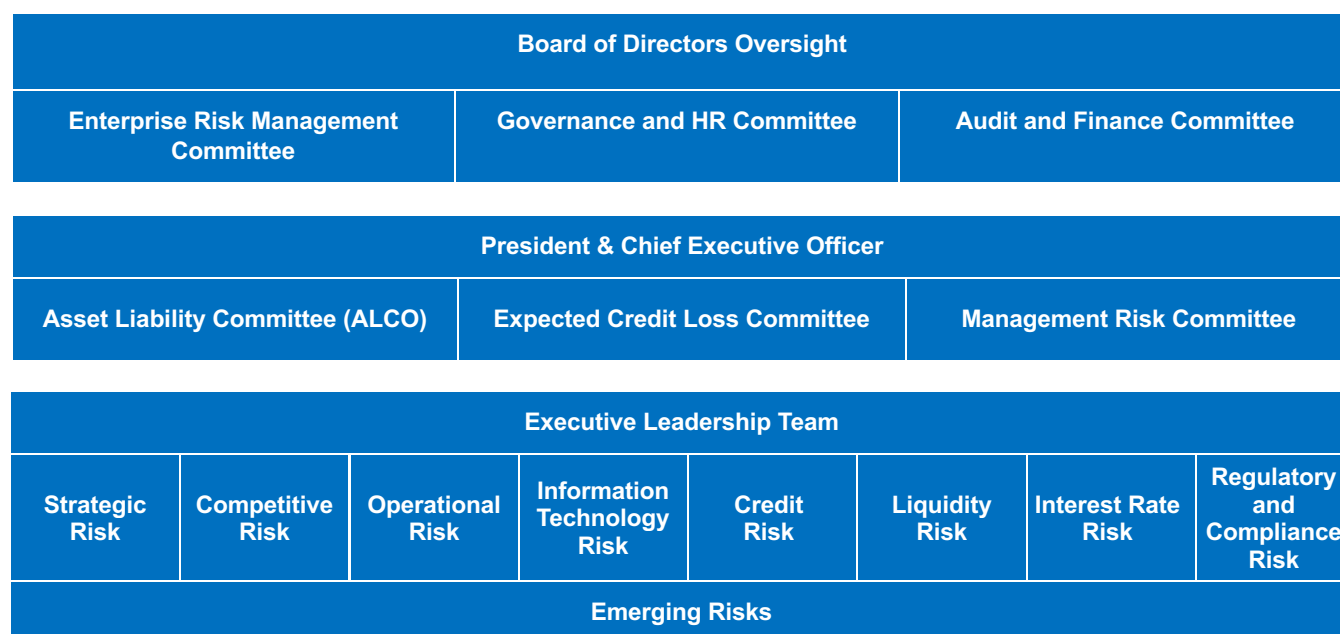 Board of Directors Oversight
Enterprise Risk Management
Committee
Governance and HR Committee
Audit and Finance Committee
President & Chief Executive Officer
Asset Liability Committee (ALCO)
Expected Credit Loss Committee
Management Risk Committee
Executive Leadership Team
Strategic
Risk
Competitive
Risk
Operational
Risk
Information
Technology
Risk
Credit
Risk
Liquidity
Risk
Interest Rate
Risk
Regulatory
and
Compliance
Risk
Emerging Risks